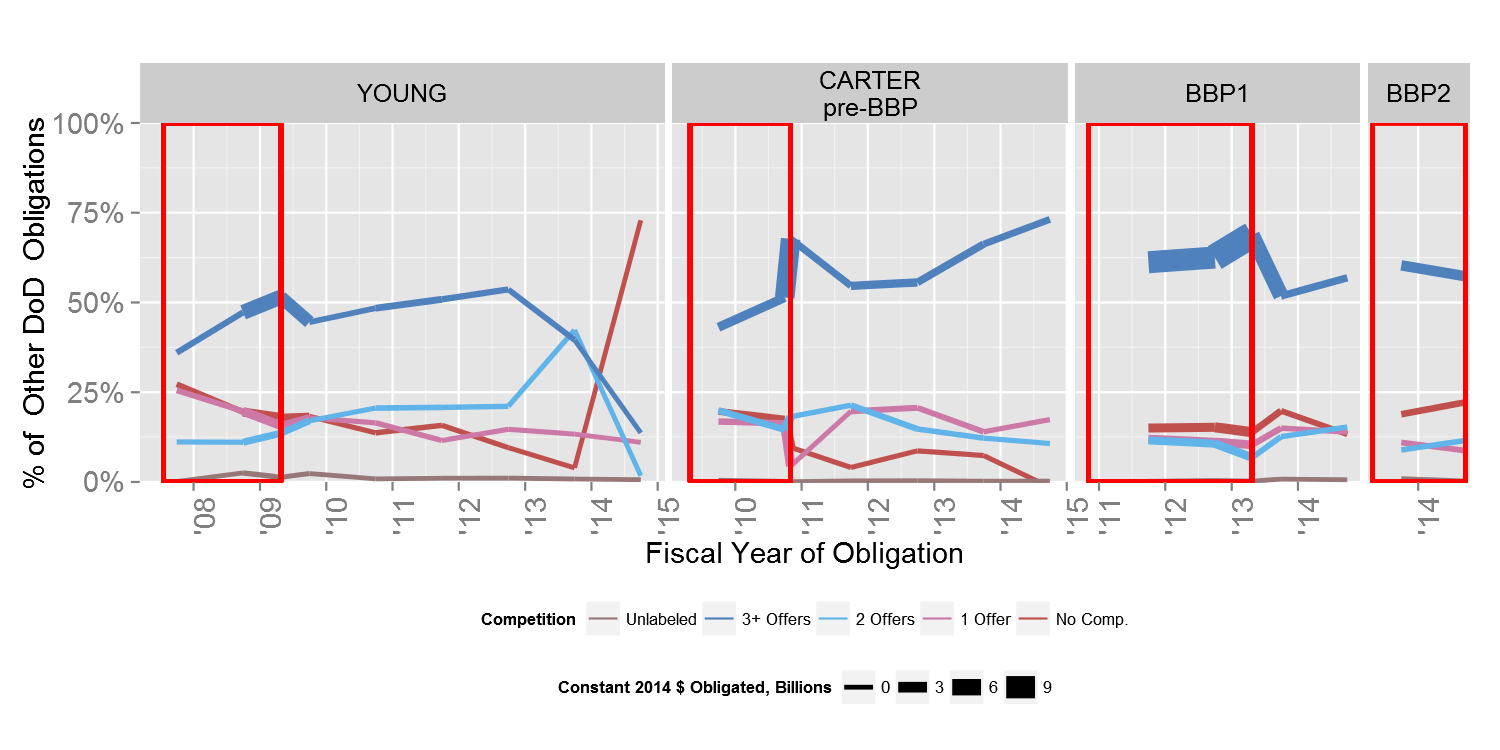 YOUNG
CARTER
pre-BBP
BBP1
BBP2
% of Other DoD Obligations
100%
75%
50%
25%
0%
'08
'09
'10
'11
'12
'13
'14
'15
'10
'11
'12
'13
'14
'15
'11
'12
'13
'14
'14
Fiscal Year of Obligation
Competition Unlabeled 3+ Offers 2 Offers 1 Offer No Comp.
Constant 2014 $ Obligated, Billions 0 3 6 9